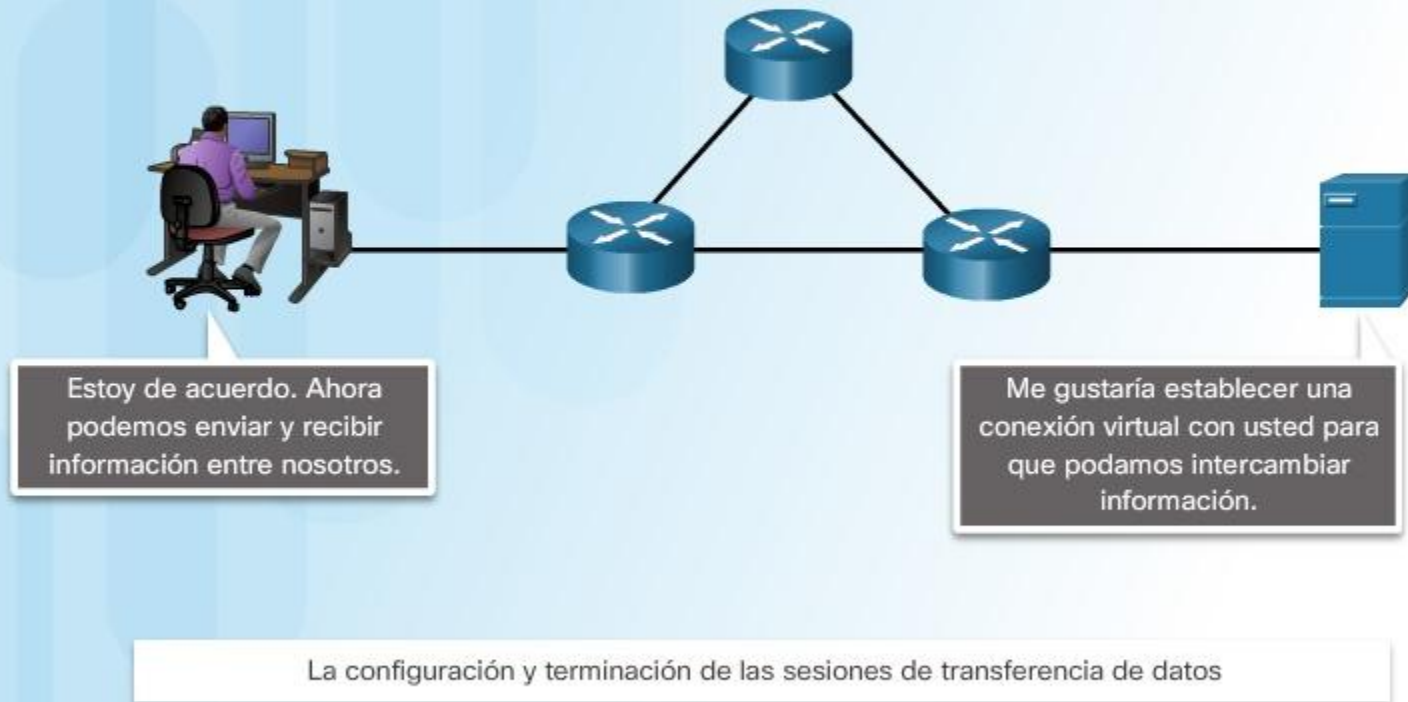 Estoy de acuerdo. Ahora
podemos enviar y recibir
información entre nosotros.
Me gustaría establecer una
conexión virtual con usted para
que podamos intercambiar
información.
La configuración y terminación de las sesiones de transferencia de datos